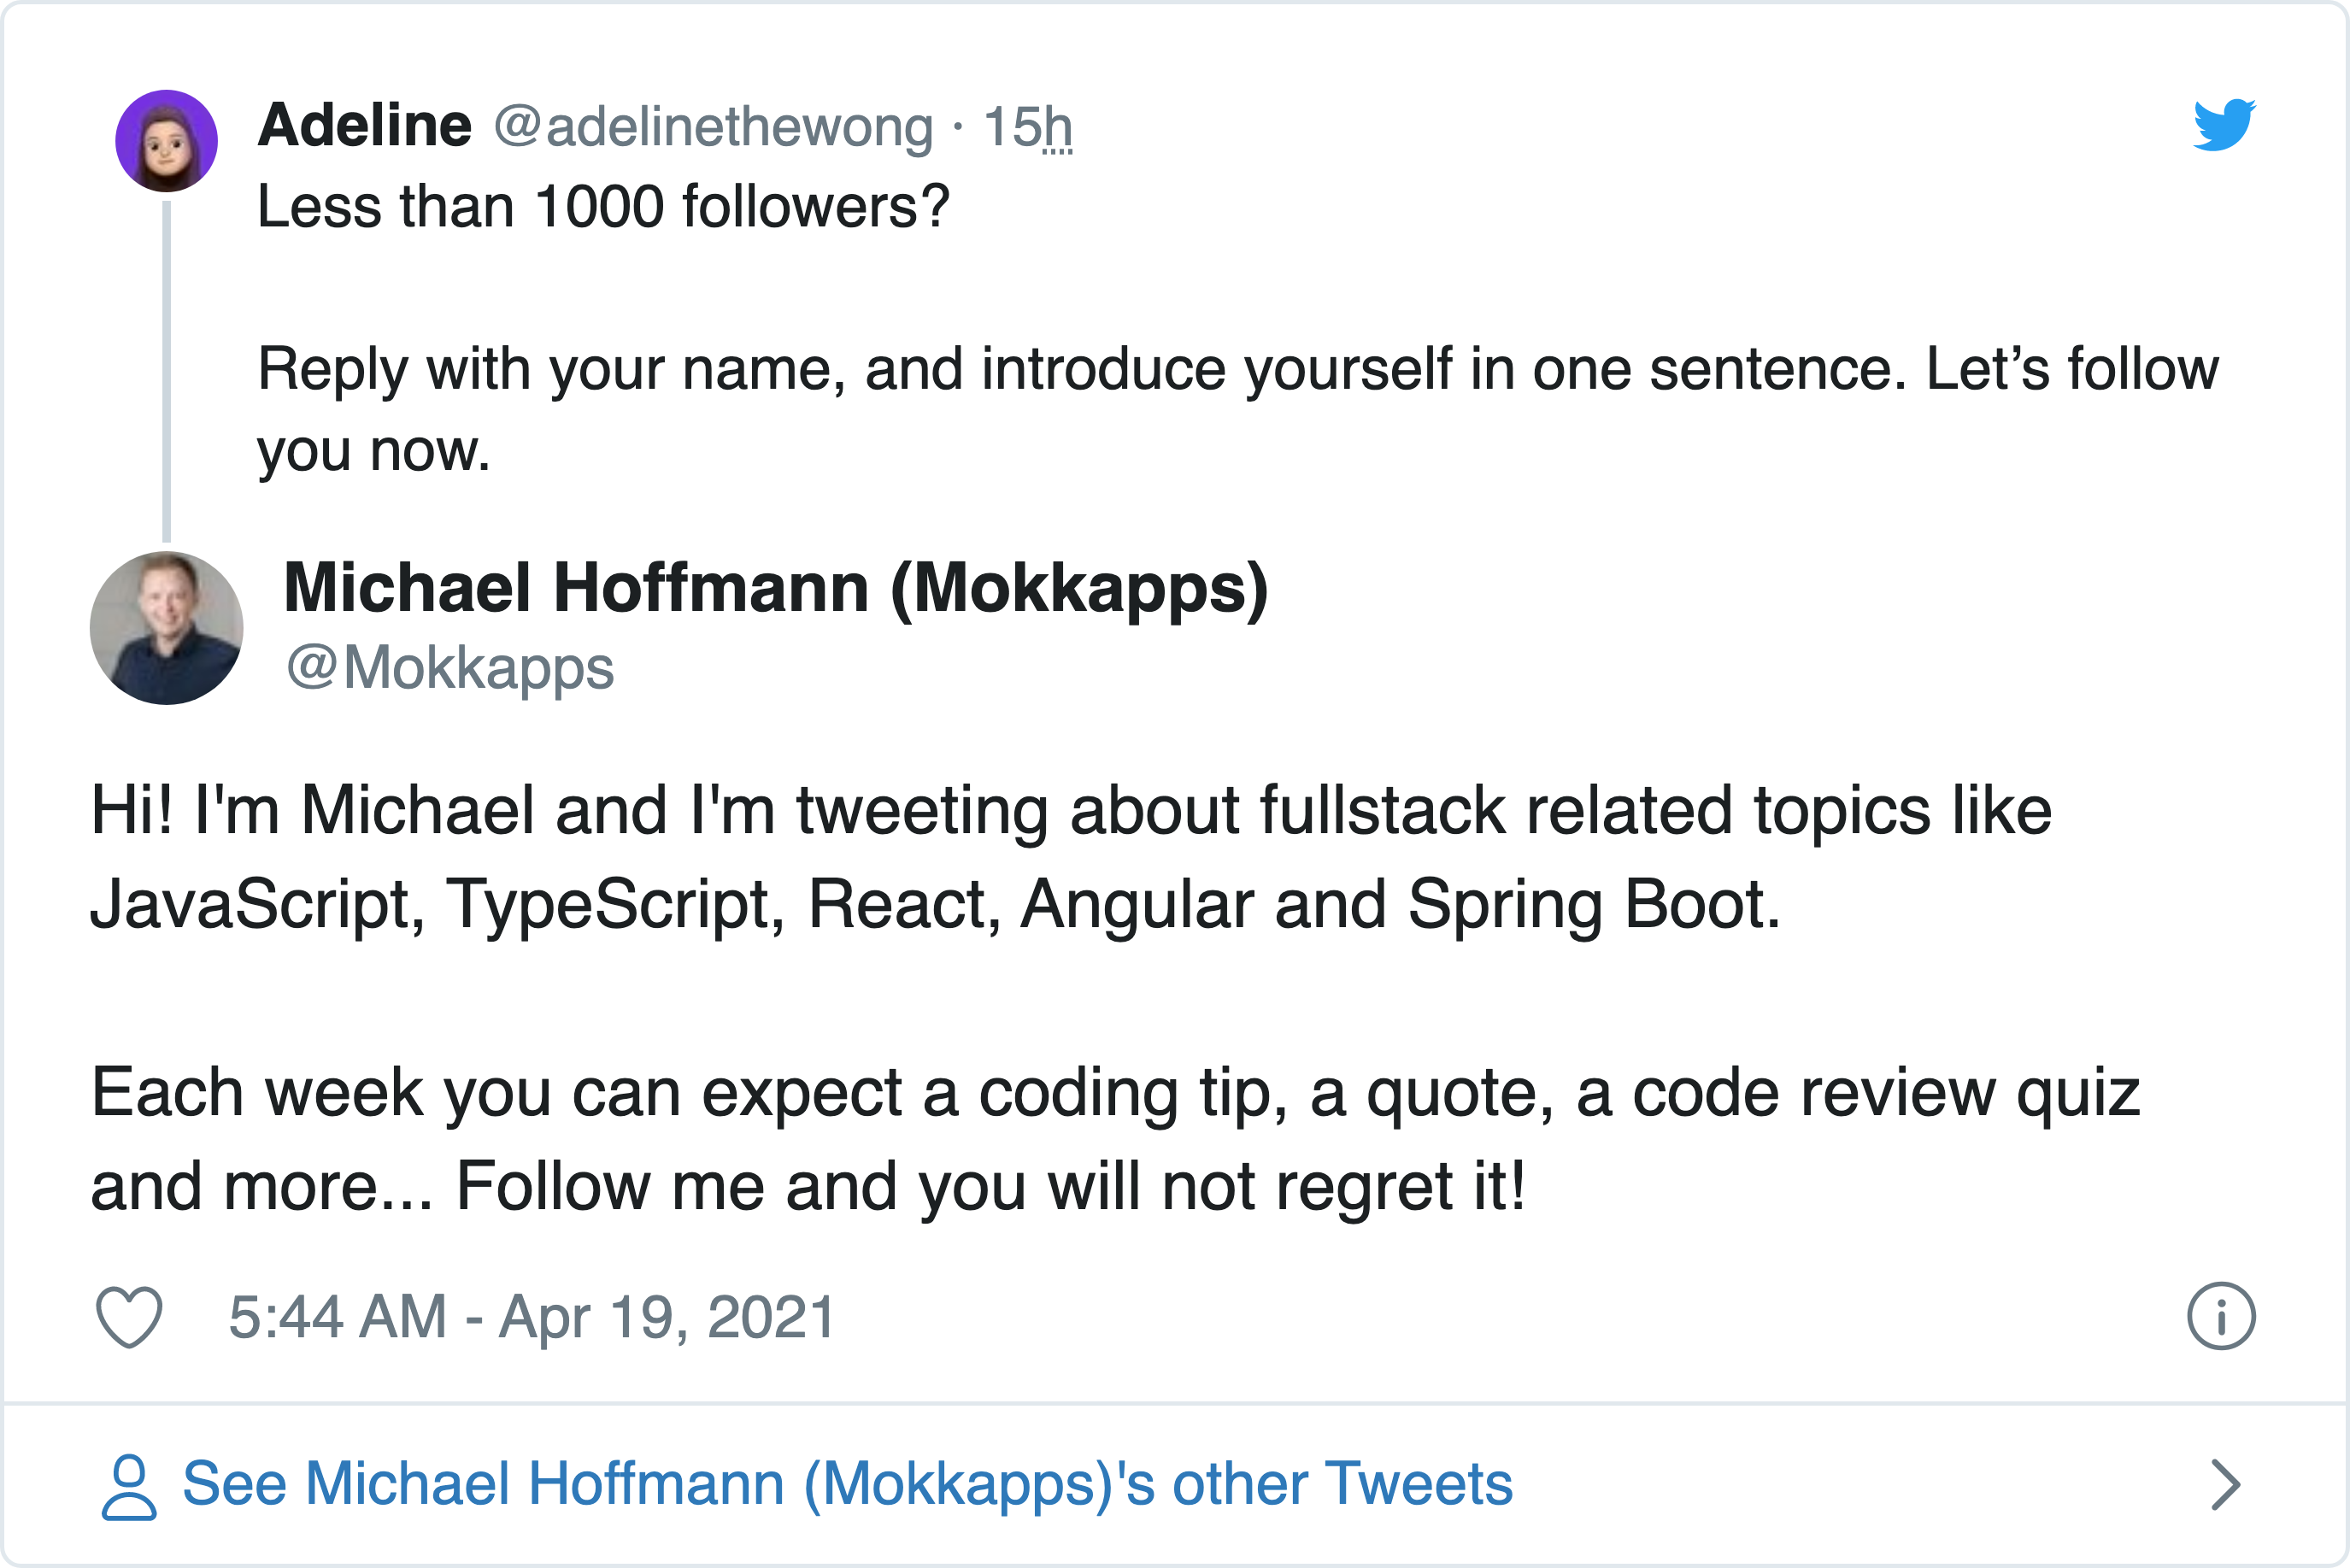 Adeline @adelinethewong · 15h
Less than 1000 followers?
Reply with your name, and introduce yourself in one sentence. Let’s follow
you now.
Michael Hoffmann (Mokkapps)
@Mokkapps
Hi! I'm Michael and I'm tweeting about fullstack related topics like
JavaScript, TypeScript, React, Angular and Spring Boot.
Each week you can expect a coding tip, a quote, a code review quiz
and more... Follow me and you will not regret it!
5:44 AM - Apr 19, 2021
See Michael Hoffmann (Mokkapps)'s other Tweets